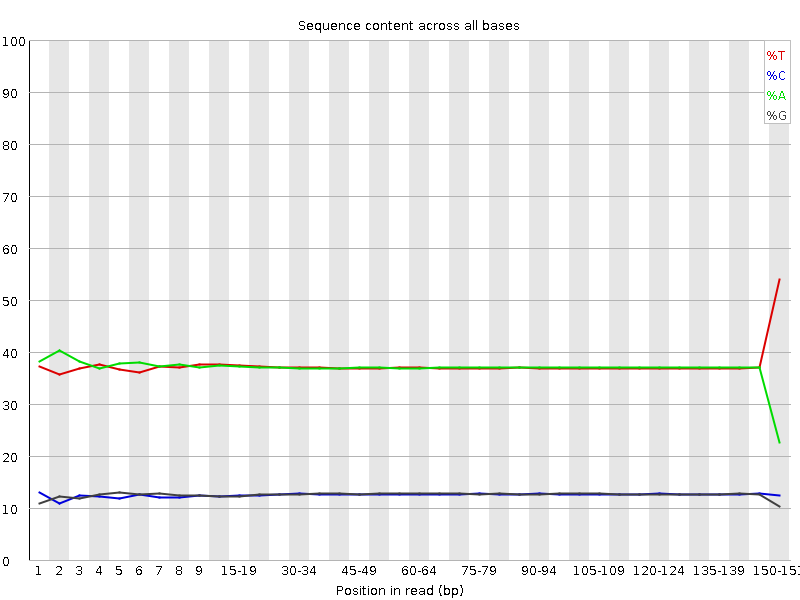 Sequence content across all bases
100
90
80
70
60
50
40
30
20
10
0
%T
%C
%A
%G
1 2 3 4 5 6 7 8 9 15-19 30-34 45-49 60-64 75-79 90-94 105-109 120-124 135-139 150-151
Position in read (bp)